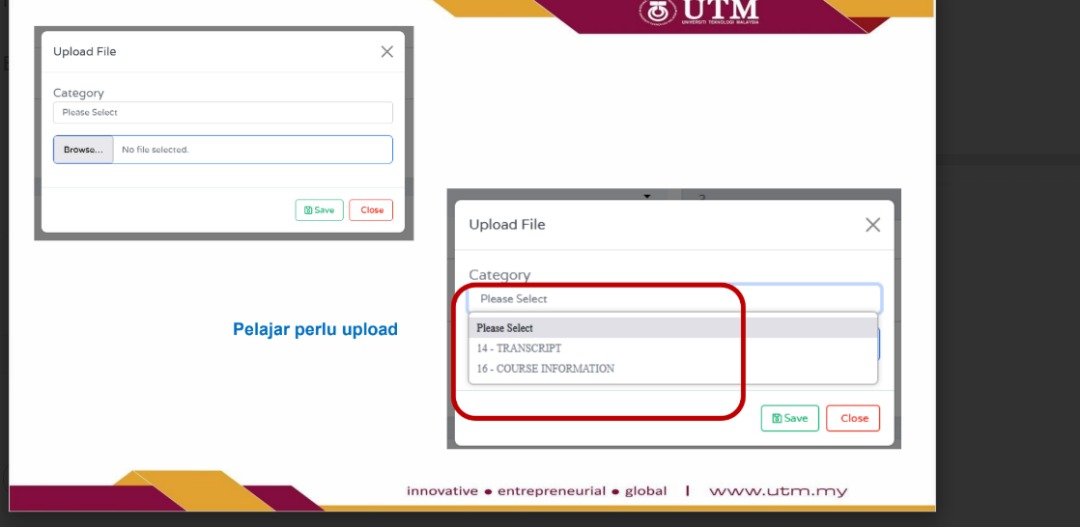 UTM
UNIVERSITI TEKNOLOGI MALAYSIA
Upload File
Category
Please Select
Browse... No file selected.
Save Close
Upload File
Category
Please Select
Please Select
14 - TRANSCRIPT
16 - COURSE INFORMATION
Save Close
Pelajar perlu upload
innovative ● entrepreneurial ● global | www.utm.my